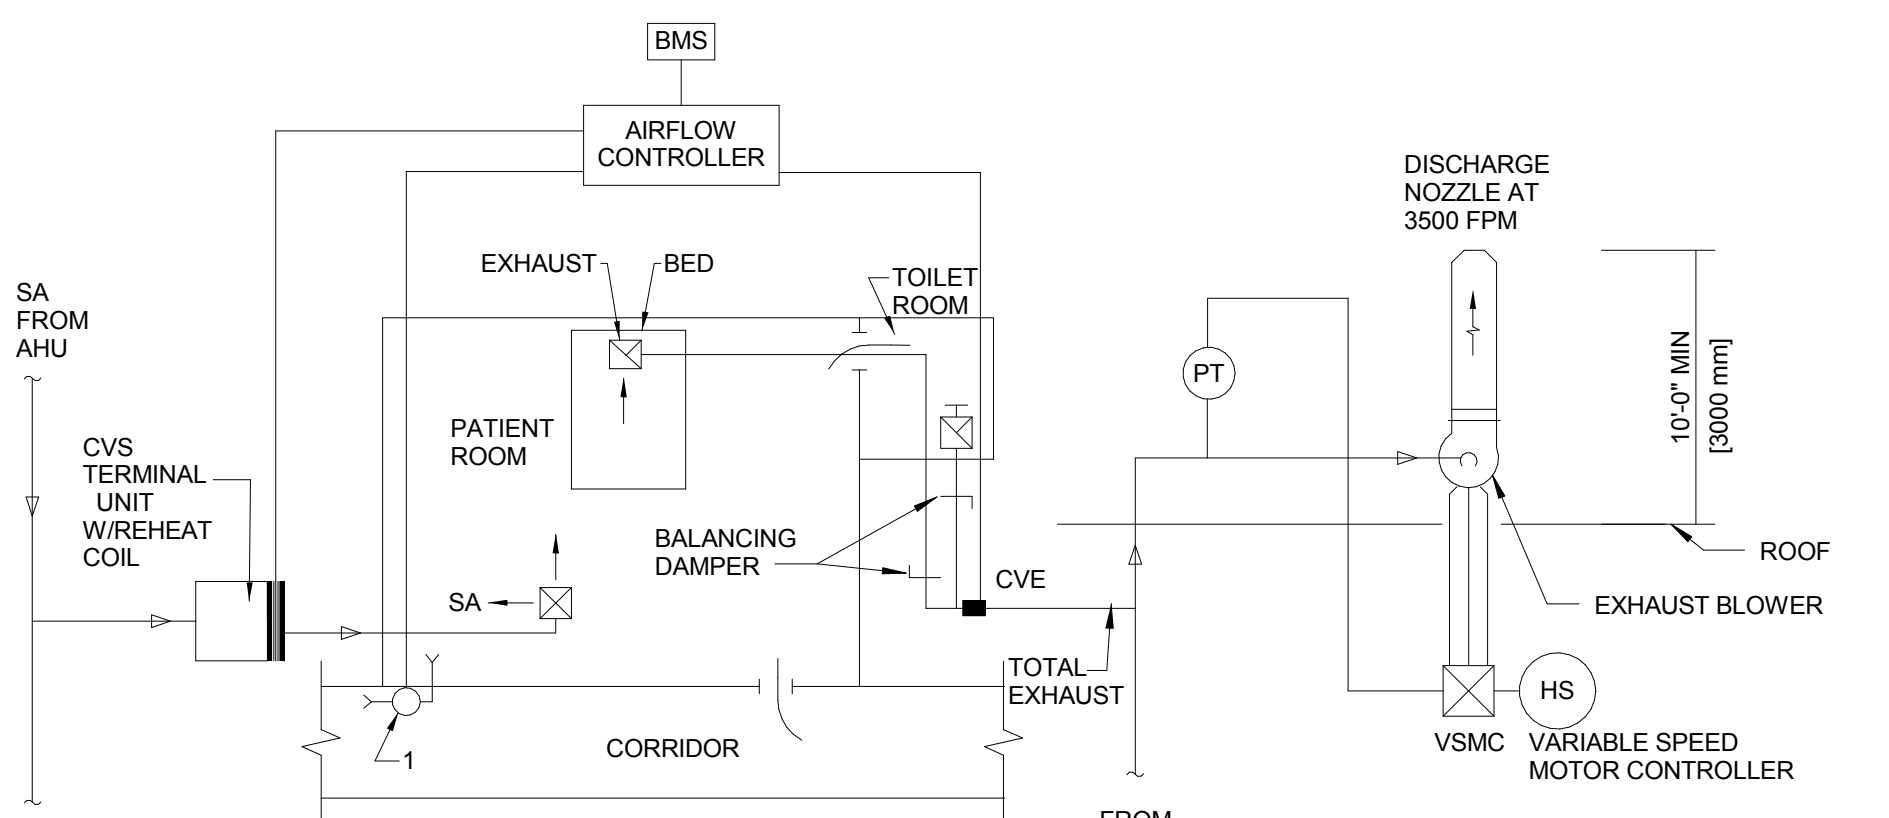 BMS
AIRFLOW
CONTROLLER
DISCHARGE
NOZZLE AT
3500 FPM
EXHAUST
BED
TOILET
ROOM
SA
FROM
AHU
PT
10'-0" MIN
[3000 mm]
PATIENT
ROOM
CVS
TERMINAL
UNIT
W/REHEAT
COIL
BALANCING
DAMPER
CVE
ROOF
SA
EXHAUST BLOWER
TOTAL
EXHAUST
HS
1
CORRIDOR
VSMC
VARIABLE SPEED
MOTOR CONTROLLER
FROM